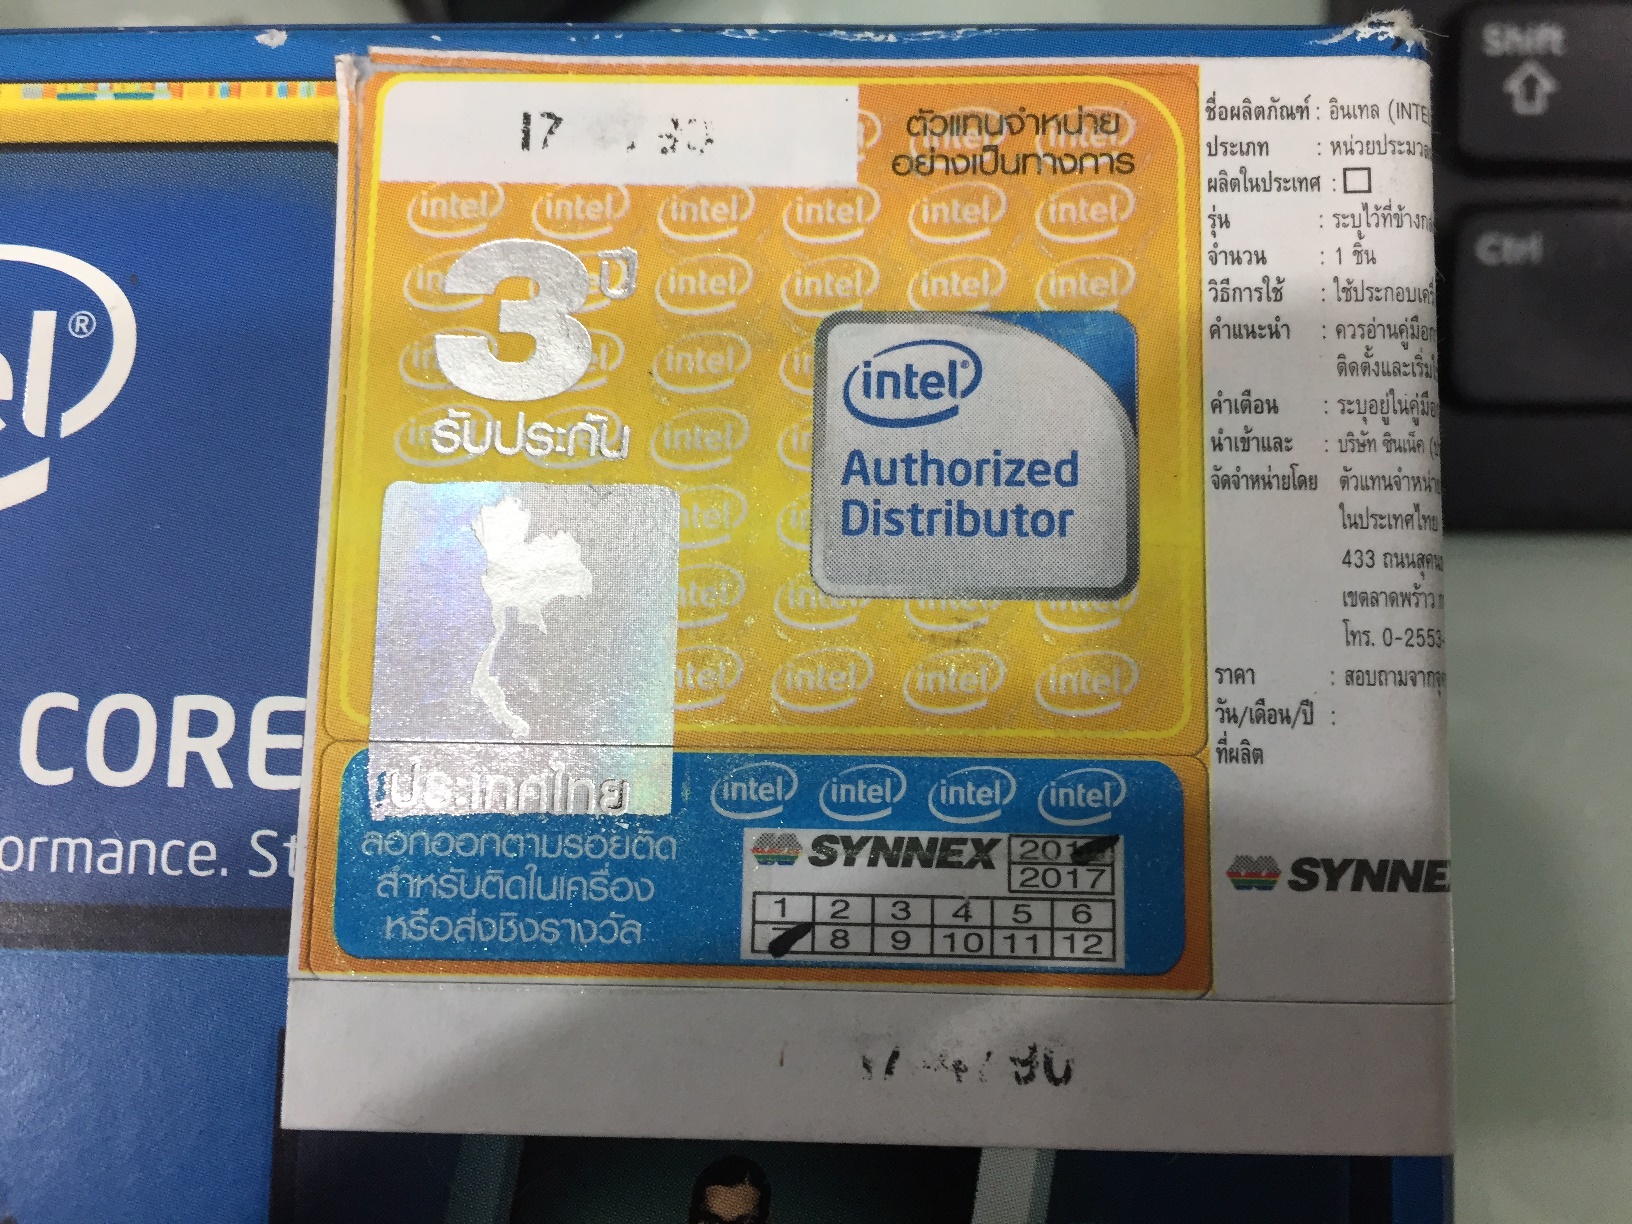 Shift
Ctrl
el®
CORE
ormance. St
17
ตัวแทนจำหน่าย
อย่างเป็นทางการ
intel intel intel intel intel intel
3 ปี
รับประกัน
intel
Authorized
Distributor
ประเทศไทย
intel intel intel intel
ลอกออกตามรอยตัด
สำหรับติดในเครื่อง
หรือส่งชิงรางวัล
SYNNEX
2017
1 2 3 4 5 6
7 8 9 10 11 12
ชื่อผลิตภัณฑ์ : อินเทล (INTE
ประเภท : หน่วยประมวล
ผลิตในประเทศ :
รุ่น : ระบุไว้ที่ข้างก
จำนวน : 1 ชิ้น
วิธีการใช้ : ใช้ประกอบเค
คำแนะนำ : ควรอ่านคู่มือ
ติดตั้งและเริ่ม
คำเตือน : ระบุอยู่ในคู่มือ
นำเข้าและ : บริษัท ซินเน็ค (
จัดจำหน่ายโดย ตัวแทนจำหน่า
ในประเทศไทย
433 ถนนสุค
เขตลาดพร้าว
โทร. 0-2553-
ราคา : สอบถามจาก
วัน/เดือน/ปี :
ที่ผลิต
SYNNE